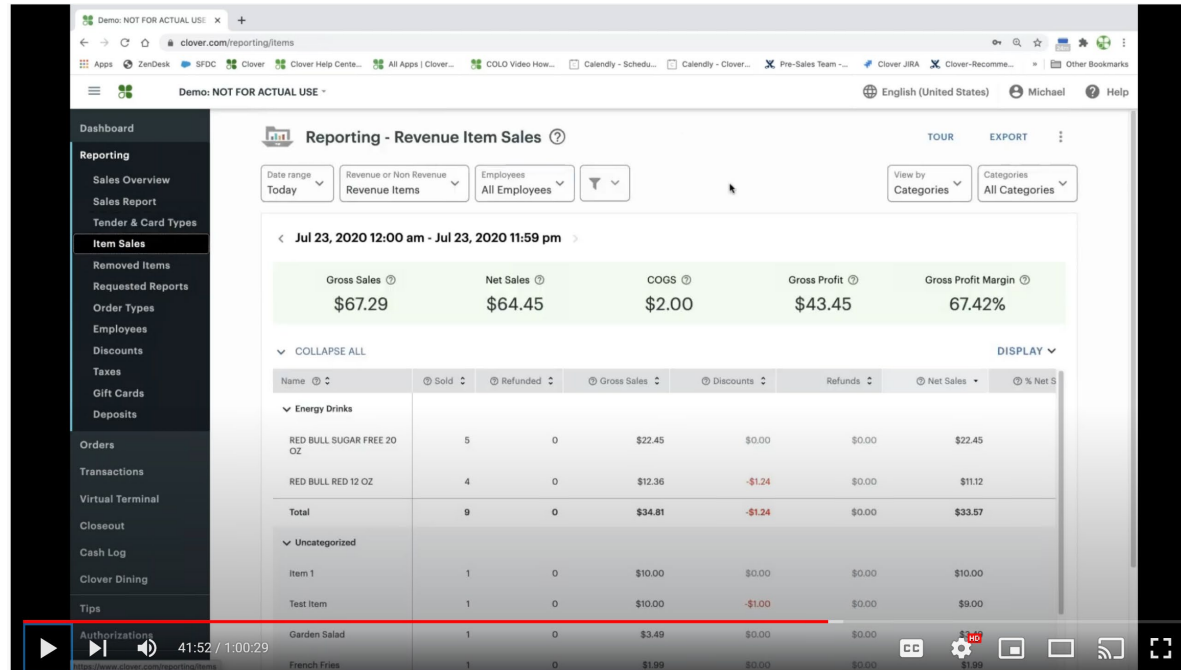 Demo: NOT FOR ACTUAL USE
clover.com/reporting/items
Apps ZenDesk SFDC Clover Clover Help Cente... All Apps | Clover... COLO Video How... Calendly - Schedu... Calendly - Clover... Pre-Sales Team -... Clover JIRA Clover-Recomme... » Other Bookmarks
Demo: NOT FOR ACTUAL USE English (United States) Michael Help
Dashboard
Reporting
Sales Overview
Sales Report
Tender & Card Types
Item Sales
Removed Items
Requested Reports
Order Types
Employees
Discounts
Taxes
Gift Cards
Deposits
Orders
Transactions
Virtual Terminal
Closeout
Cash Log
Clover Dining
Tips
Authorizations
Reporting - Revenue Item Sales TOUR EXPORT
Date range Revenue or Non Revenue Employees View by Categories
Today Revenue Items All Employees Categories All Categories
Jul 23, 2020 12:00 am - Jul 23, 2020 11:59 pm
Gross Sales Net Sales COGS Gross Profit Gross Profit Margin
$67.29 $64.45 $2.00 $43.45 67.42%
COLLAPSE ALL DISPLAY
Name Sold Refunded Gross Sales Discounts Refunds Net Sales % Net S
Energy Drinks
RED BULL SUGAR FREE 20 OZ 5 0 $22.45 $0.00 $0.00 $22.45
RED BULL RED 12 OZ 4 0 $12.36 -$1.24 $0.00 $11.12
Total 9 0 $34.81 -$1.24 $0.00 $33.57
Uncategorized
Item 1 1 0 $10.00 $0.00 $0.00 $10.00
Test Item 1 0 $10.00 -$1.00 $0.00 $9.00
Garden Salad 1 0 $3.49 $0.00 $0.00
French Fries 1 0 $1.99 $0.00 $0.00 $1.99
41:52 / 1:00:29 CC HD
https://www.clover.com/reporting/items